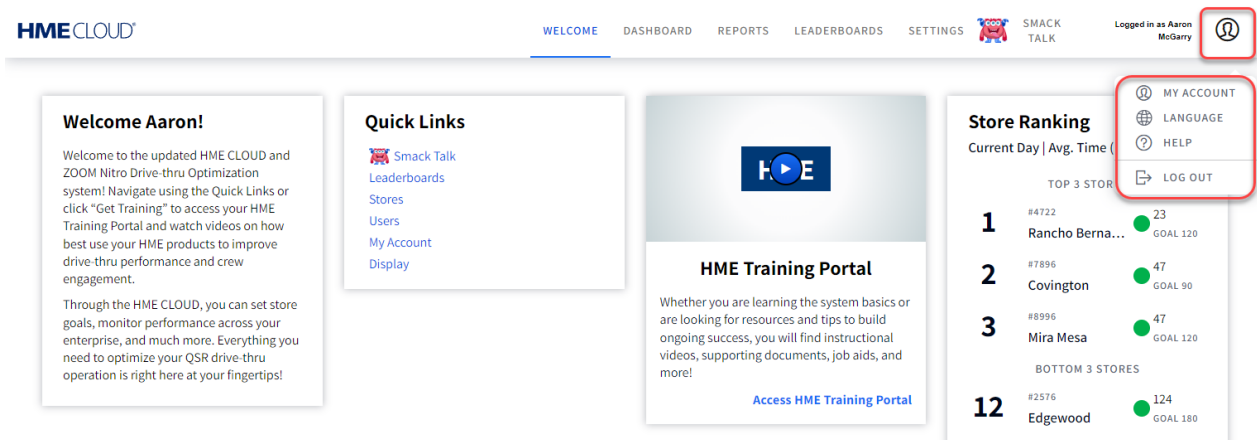 HME CLOUD®
WELCOME
DASHBOARD
REPORTS
LEADERBOARDS
SETTINGS
SMACK
TALK
Logged in as Aaron
McGarry
MY ACCOUNT
LANGUAGE
HELP
LOG OUT
Welcome Aaron!
Welcome to the updated HME CLOUD and
ZOOM Nitro Drive-thru Optimization
system! Navigate using the Quick Links or
click “Get Training” to access your HME
Training Portal and watch videos on how
best use your HME products to improve
drive-thru performance and crew
engagement.
Through the HME CLOUD, you can set store
goals, monitor performance across your
enterprise, and much more. Everything you
need to optimize your QSR drive-thru
operation is right here at your fingertips!
Quick Links
Smack Talk
Leaderboards
Stores
Users
My Account
Display
HME Training Portal
Whether you are learning the system basics or
are looking for resources and tips to build
ongoing success, you will find instructional
videos, supporting documents, job aids, and
more!
Access HME Training Portal
Store Ranking
Current Day | Avg. Time (
TOP 3 STOR
1
#4722
Rancho Berna...
23
GOAL 120
2
#7896
Covington
47
GOAL 90
3
#8996
Mira Mesa
47
GOAL 120
BOTTOM 3 STORES
12
#2576
Edgewood
124
GOAL 180